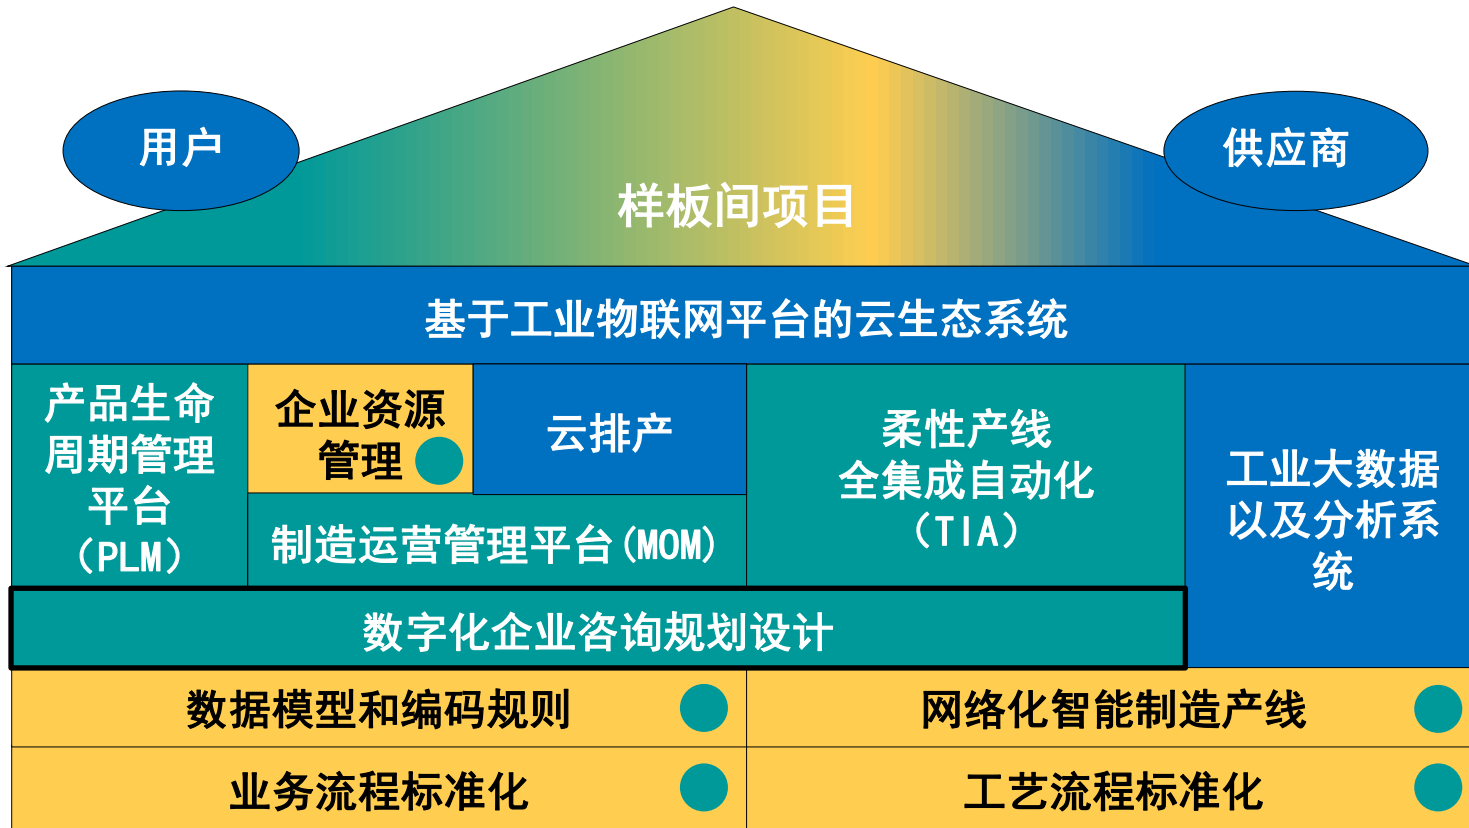 用户
供应商
样板间项目
基于工业物联网平台的云生态系统
产品生命
周期管理
平台
（PLM）
企业资源
管理
云排产
制造运营管理平台(MOM)
柔性产线
全集成自动化
（TIA）
工业大数据
以及分析系
统
数字化企业咨询规划设计
数据模型和编码规则
网络化智能制造产线
业务流程标准化
工艺流程标准化